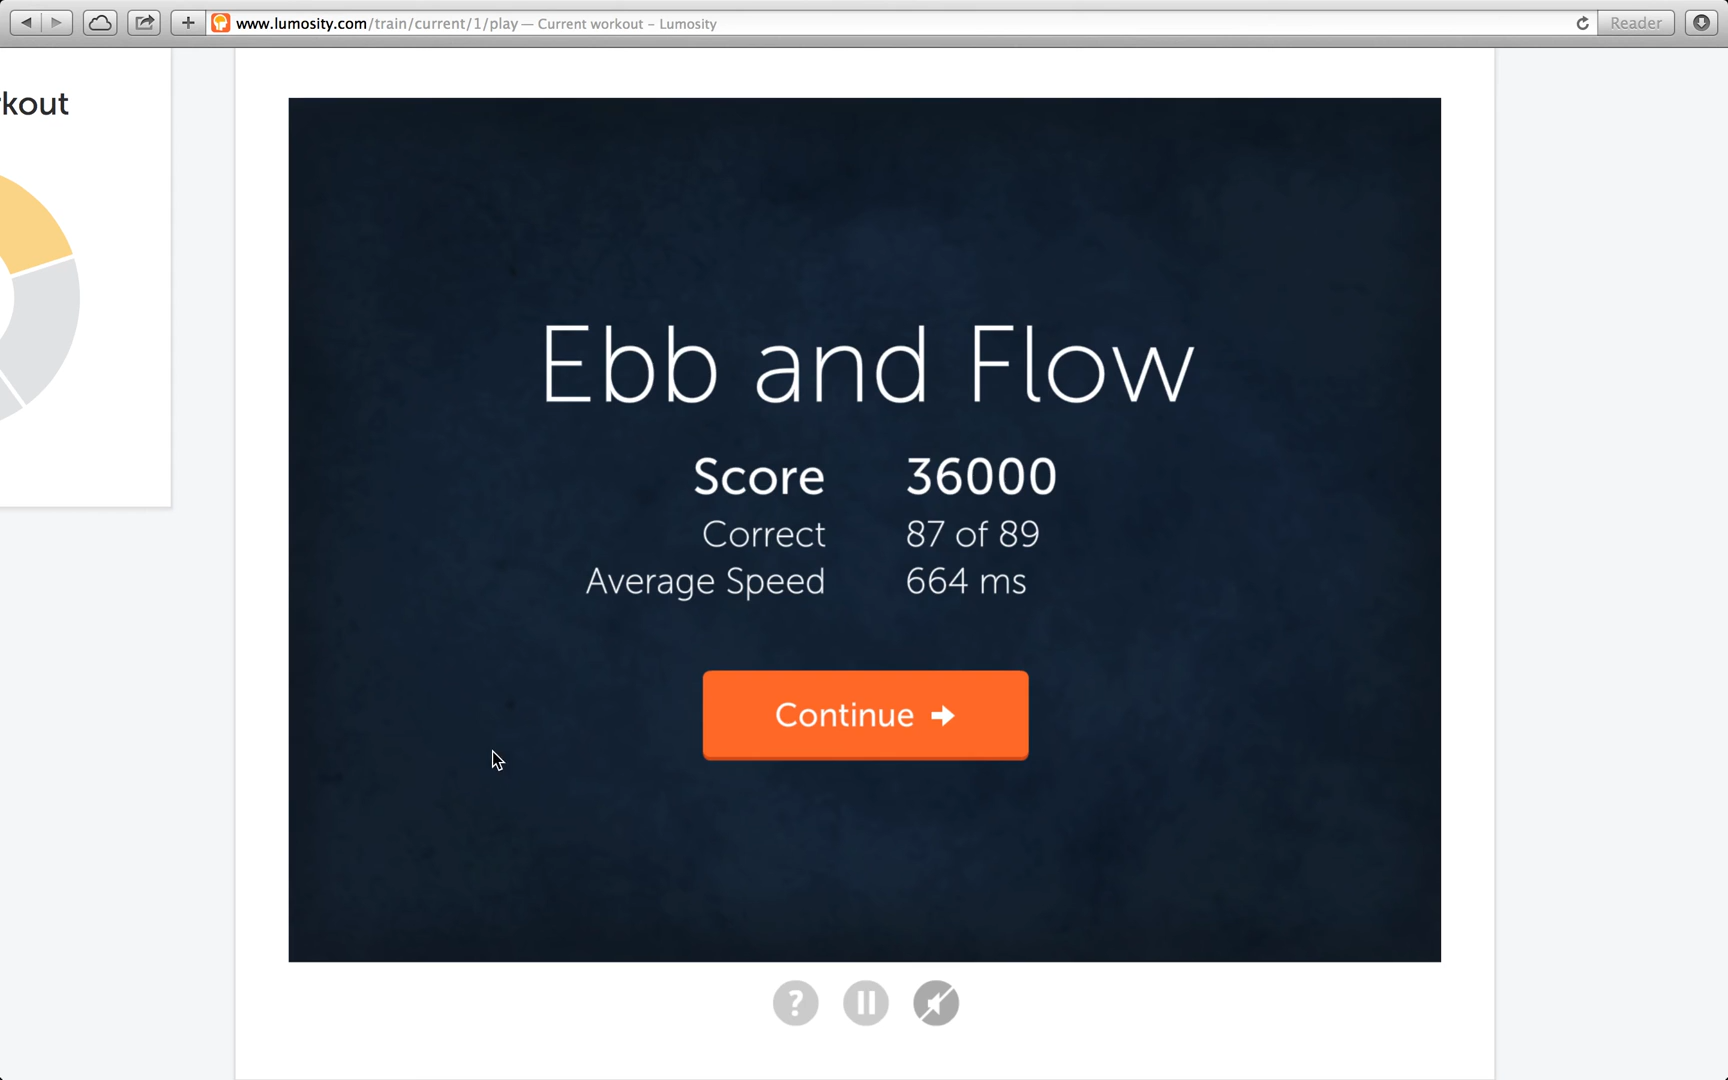 www.lumosity.com/train/current/1/play — Current workout – Lumosity
Reader
kout
Ebb and Flow
Score 36000
Correct 87 of 89
Average Speed 664 ms
Continue
?